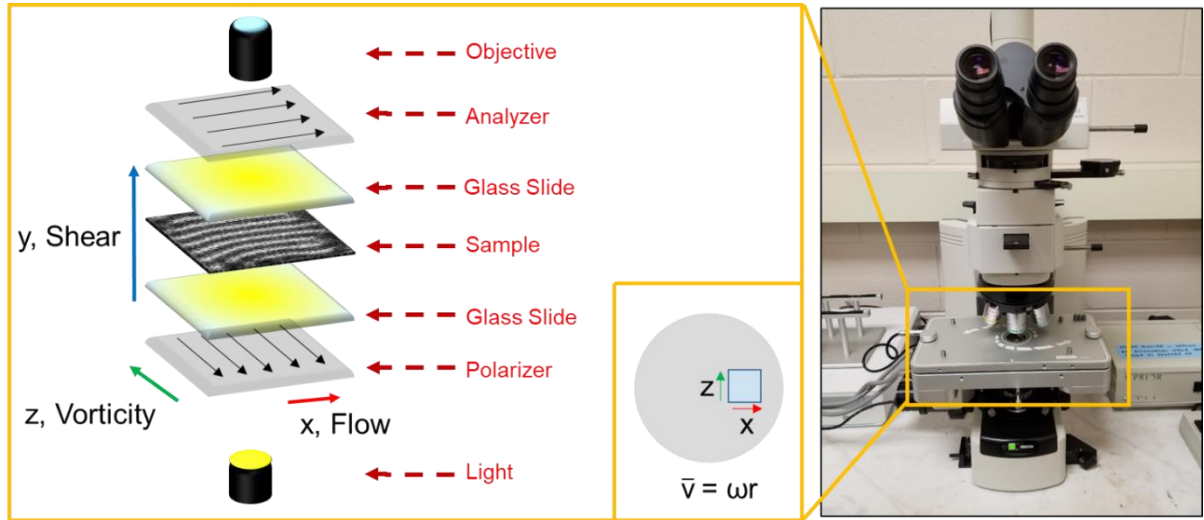 Objective
Analyzer
Glass Slide
y, Shear
Sample
Glass Slide
Polarizer
z, Vorticity
x, Flow
Light
z
x
v̄ = ωr